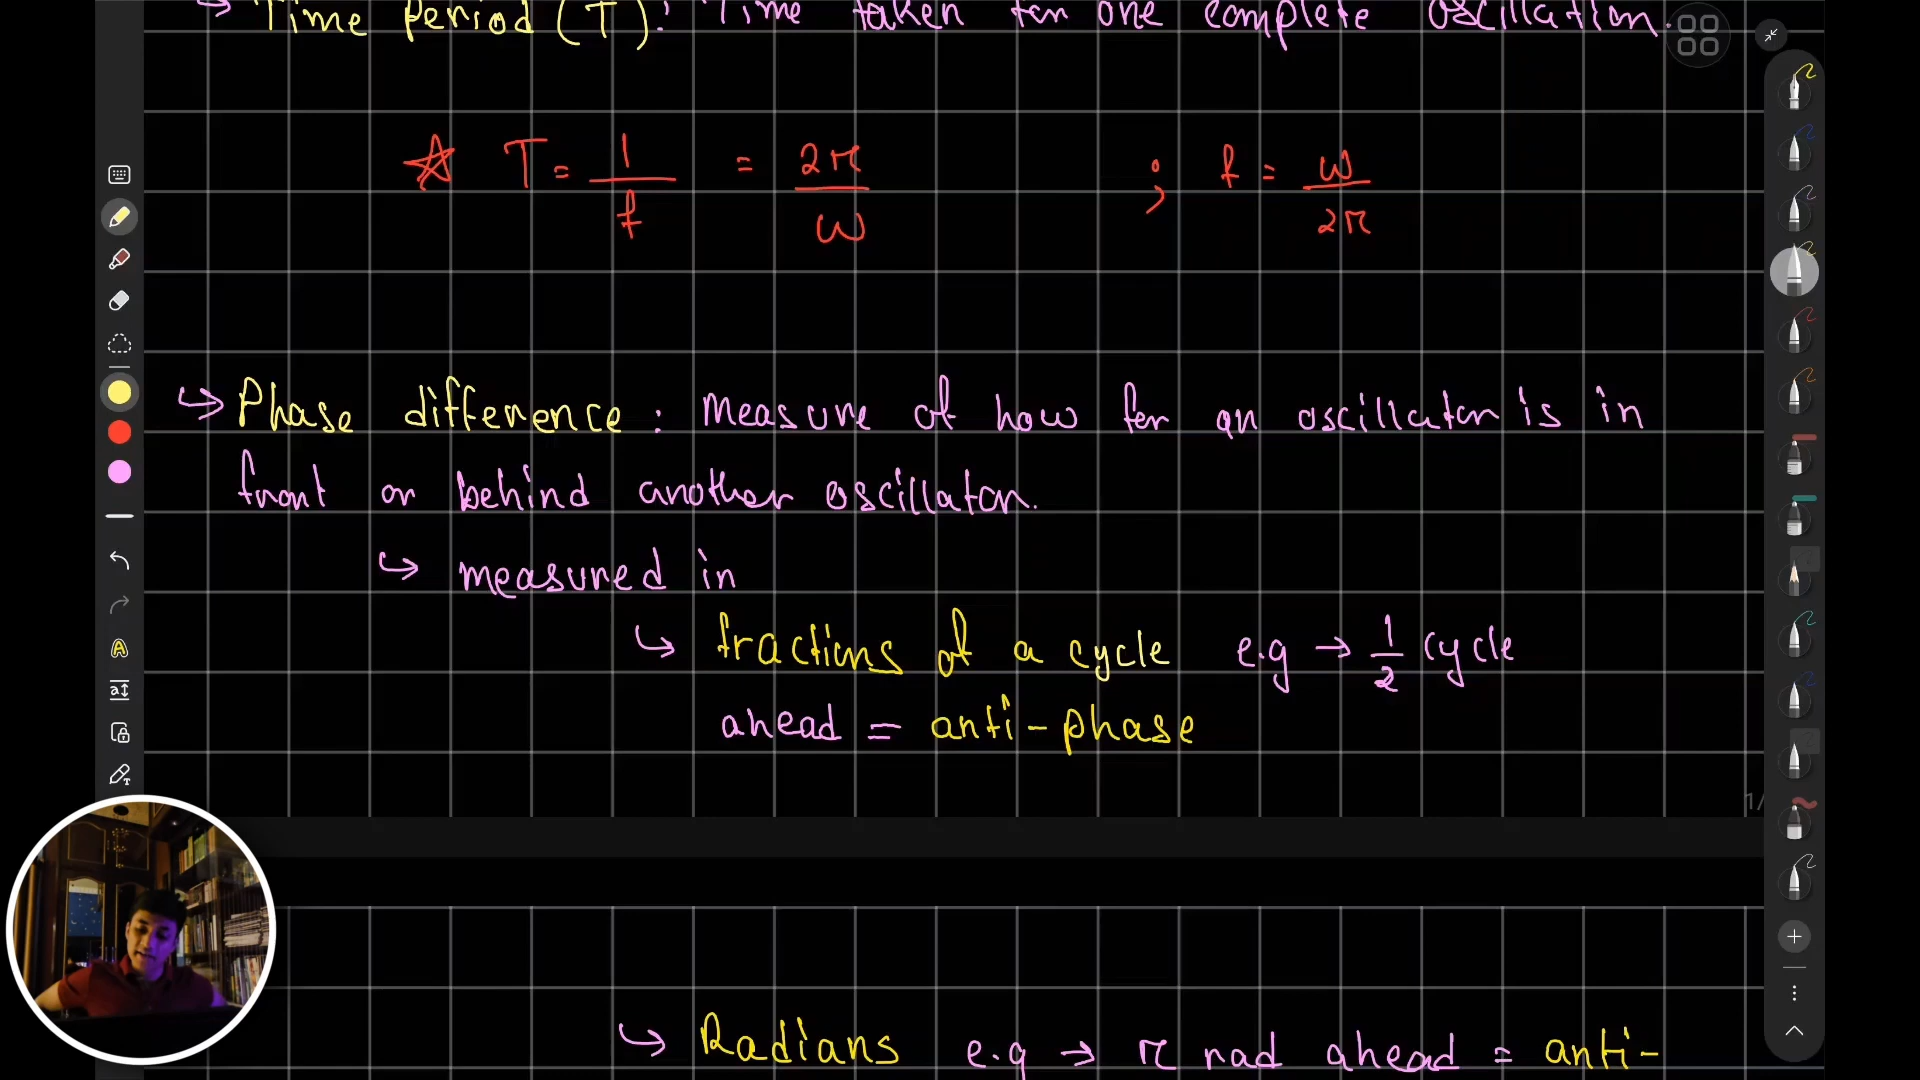 ↪ Time period (T): Time taken for one complete oscillation.
☆ T = 1/f = 2π/ω ; f = ω/2π
↪ Phase difference : measure of how far an oscillator is in
front or behind another oscillator.
↪ measured in
↪ fractions of a cycle e.g → 1/2 cycle
ahead = anti-phase
1/
↪ Radians e.g → π rad ahead = anti-